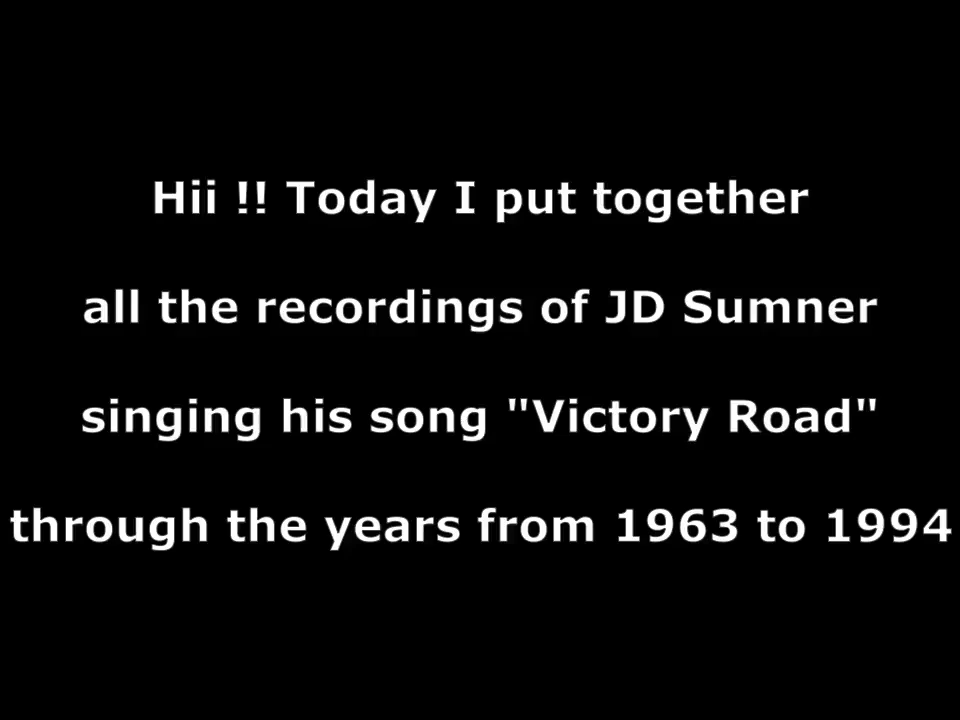 Hii !! Today I put together
all the recordings of JD Sumner
singing his song "Victory Road"
through the years from 1963 to 1994